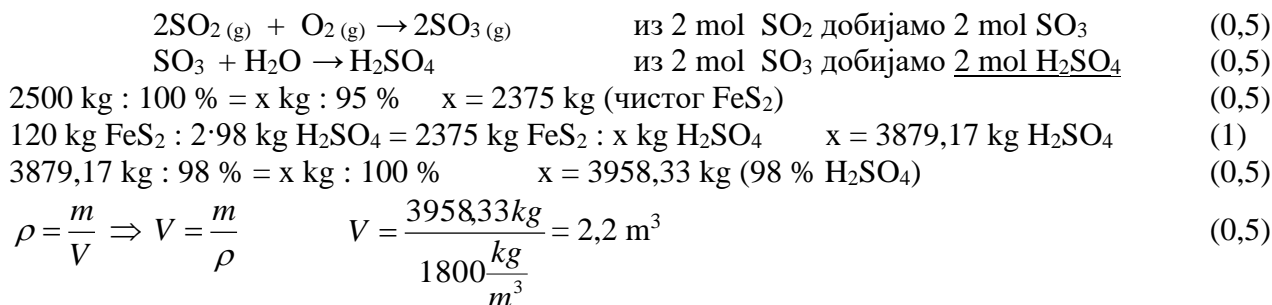 2SO₂ (g) + O₂ (g) → 2SO₃ (g) из 2 mol SO₂ добијамо 2 mol SO₃ (0,5)
SO₃ + H₂O → H₂SO₄ из 2 mol SO₃ добијамо 2 mol H₂SO₄ (0,5)
2500 kg : 100 % = x kg : 95 % x = 2375 kg (чистог FeS₂) (0,5)
120 kg FeS₂ : 2·98 kg H₂SO₄ = 2375 kg FeS₂ : x kg H₂SO₄ x = 3879,17 kg H₂SO₄ (1)
3879,17 kg : 98 % = x kg : 100 % x = 3958,33 kg (98 % H₂SO₄) (0,5)
ρ = m/V ⇒ V = m/ρ V = 3958,33kg / 1800 kg/m³ = 2,2 m³ (0,5)